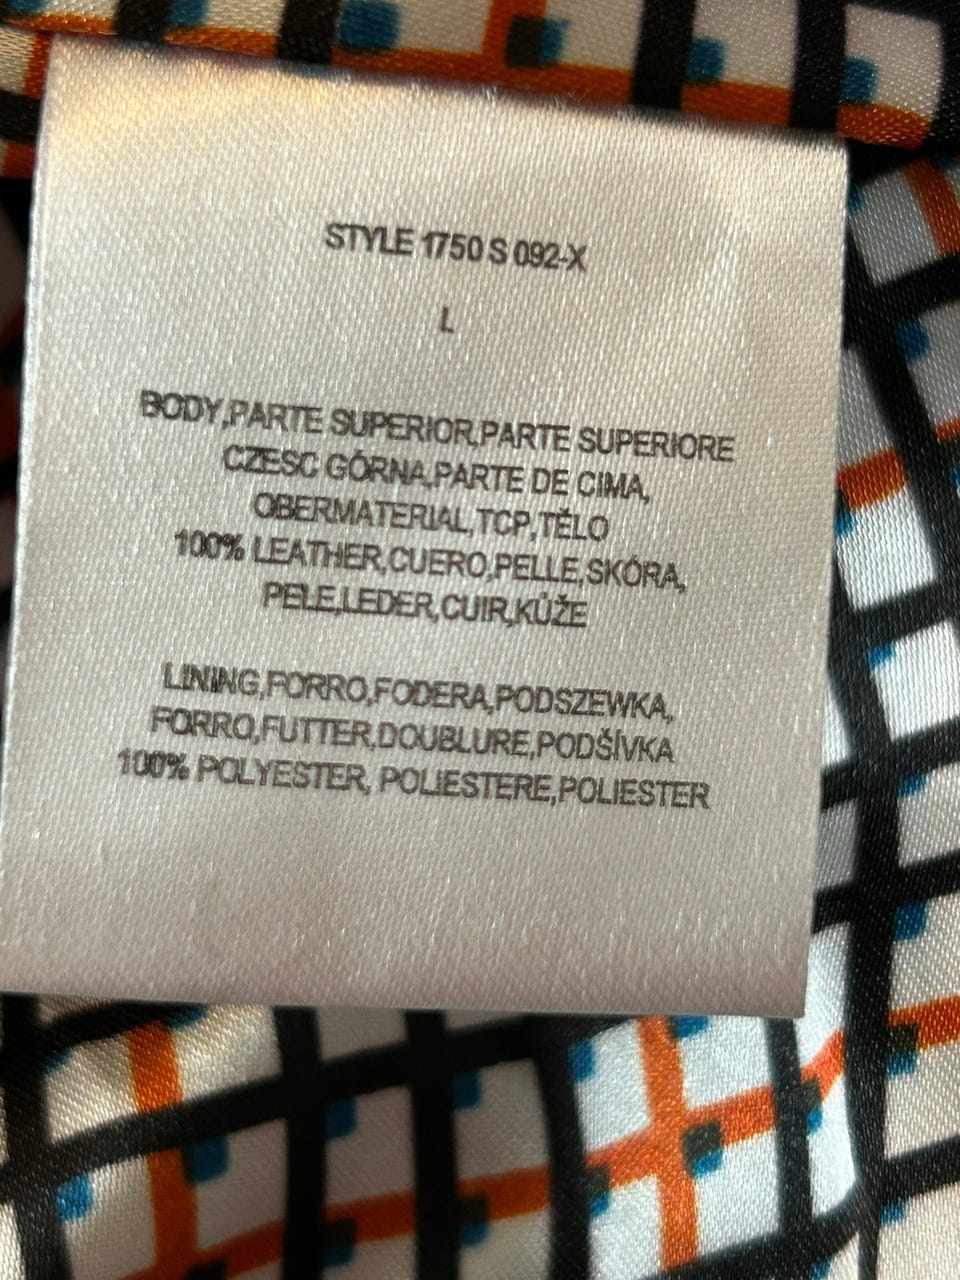 STYLE 1750 S 092-X
L
BODY,PARTE SUPERIOR,PARTE SUPERIORE
CZESC GÓRNA,PARTE DE CIMA,
OBERMATERIAL,TCP,TĚLO
100% LEATHER,CUERO,PELLE,SKÓRA,
PELE,LEDER,CUIR,KŮŽE
LINING,FORRO,FODERA,PODSZEWKA,
FORRO,FUTTER,DOUBLURE,PODŠÍVKA
100% POLYESTER, POLIESTERE,POLIESTER